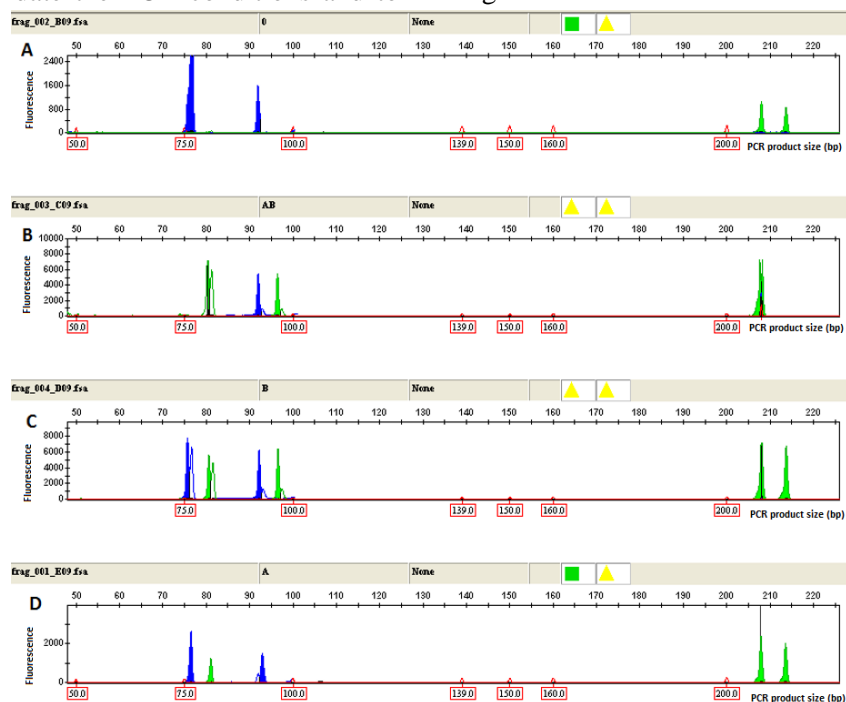 date the PCR conditions and to
frag_002_B09.fsa 0 None
50 60 70 80 90 100 110 120 130 140 150 160 170 180 190 200 210 220
A
Fluorescence
2400
1600
800
0
50.0 75.0 100.0 139.0 150.0 160.0 200.0 PCR product size (bp)
frag_003_C09.fsa AB None
50 60 70 80 90 100 110 120 130 140 150 160 170 180 190 200 210 220
B
Fluorescence
10000
8000
6000
4000
2000
0
50.0 75.0 100.0 139.0 150.0 160.0 200.0 PCR product size (bp)
frag_004_D09.fsa B None
50 60 70 80 90 100 110 120 130 140 150 160 170 180 190 200 210 220
C
Fluorescence
8000
6000
4000
2000
0
75.0 100.0 139.0 150.0 160.0 200.0 PCR product size (bp)
frag_001_E09.fsa A None
50 60 70 80 90 100 110 120 130 140 150 160 170 180 190 200 210 220
D
Fluorescence
2000
0
50.0 75.0 100.0 139.0 150.0 160.0 200.0 PCR product size (bp)